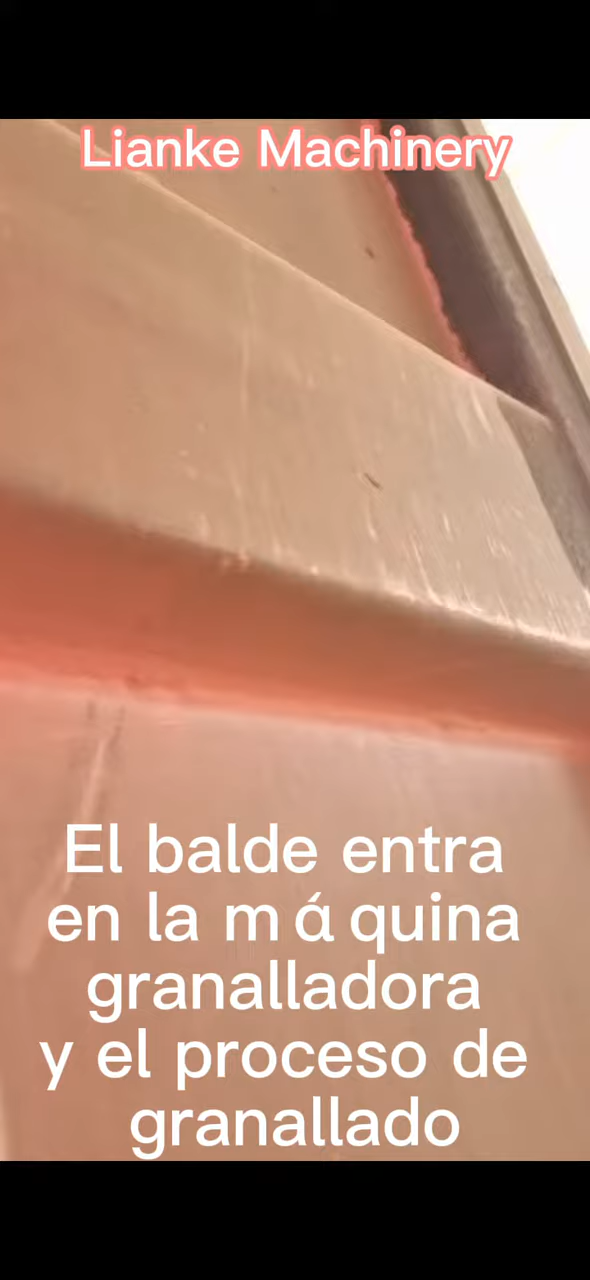 Lianke Machinery
El balde entra
en la máquina
granalladora
y el proceso de
granallado